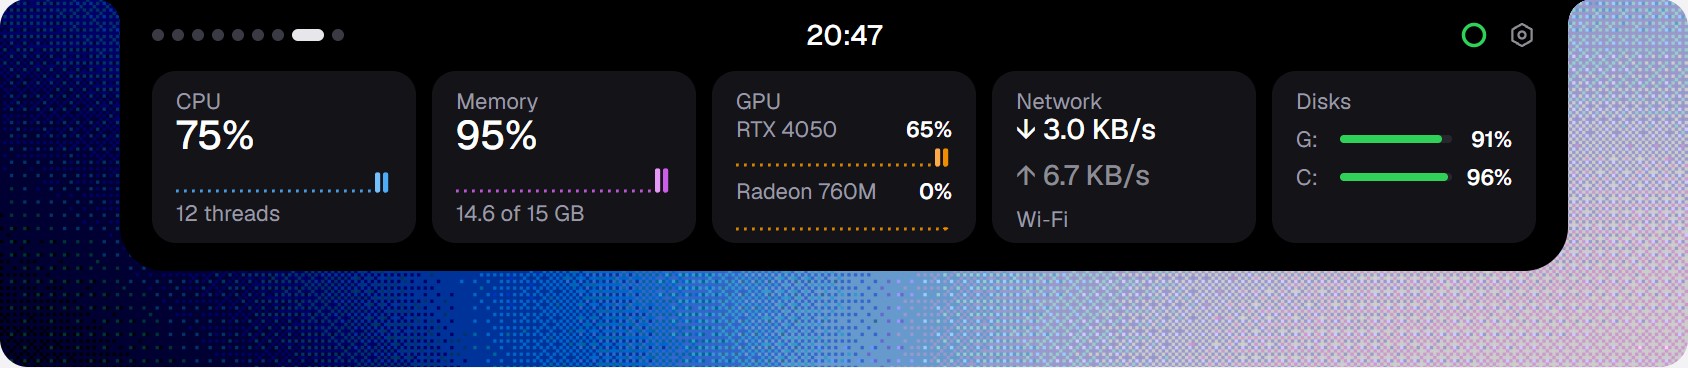 20:47
CPU
75%
12 threads
Memory
95%
14.6 of 15 GB
GPU
RTX 4050 65%
Radeon 760M 0%
Network
↓ 3.0 KB/s
↑ 6.7 KB/s
Wi-Fi
Disks
G: 91%
C: 96%